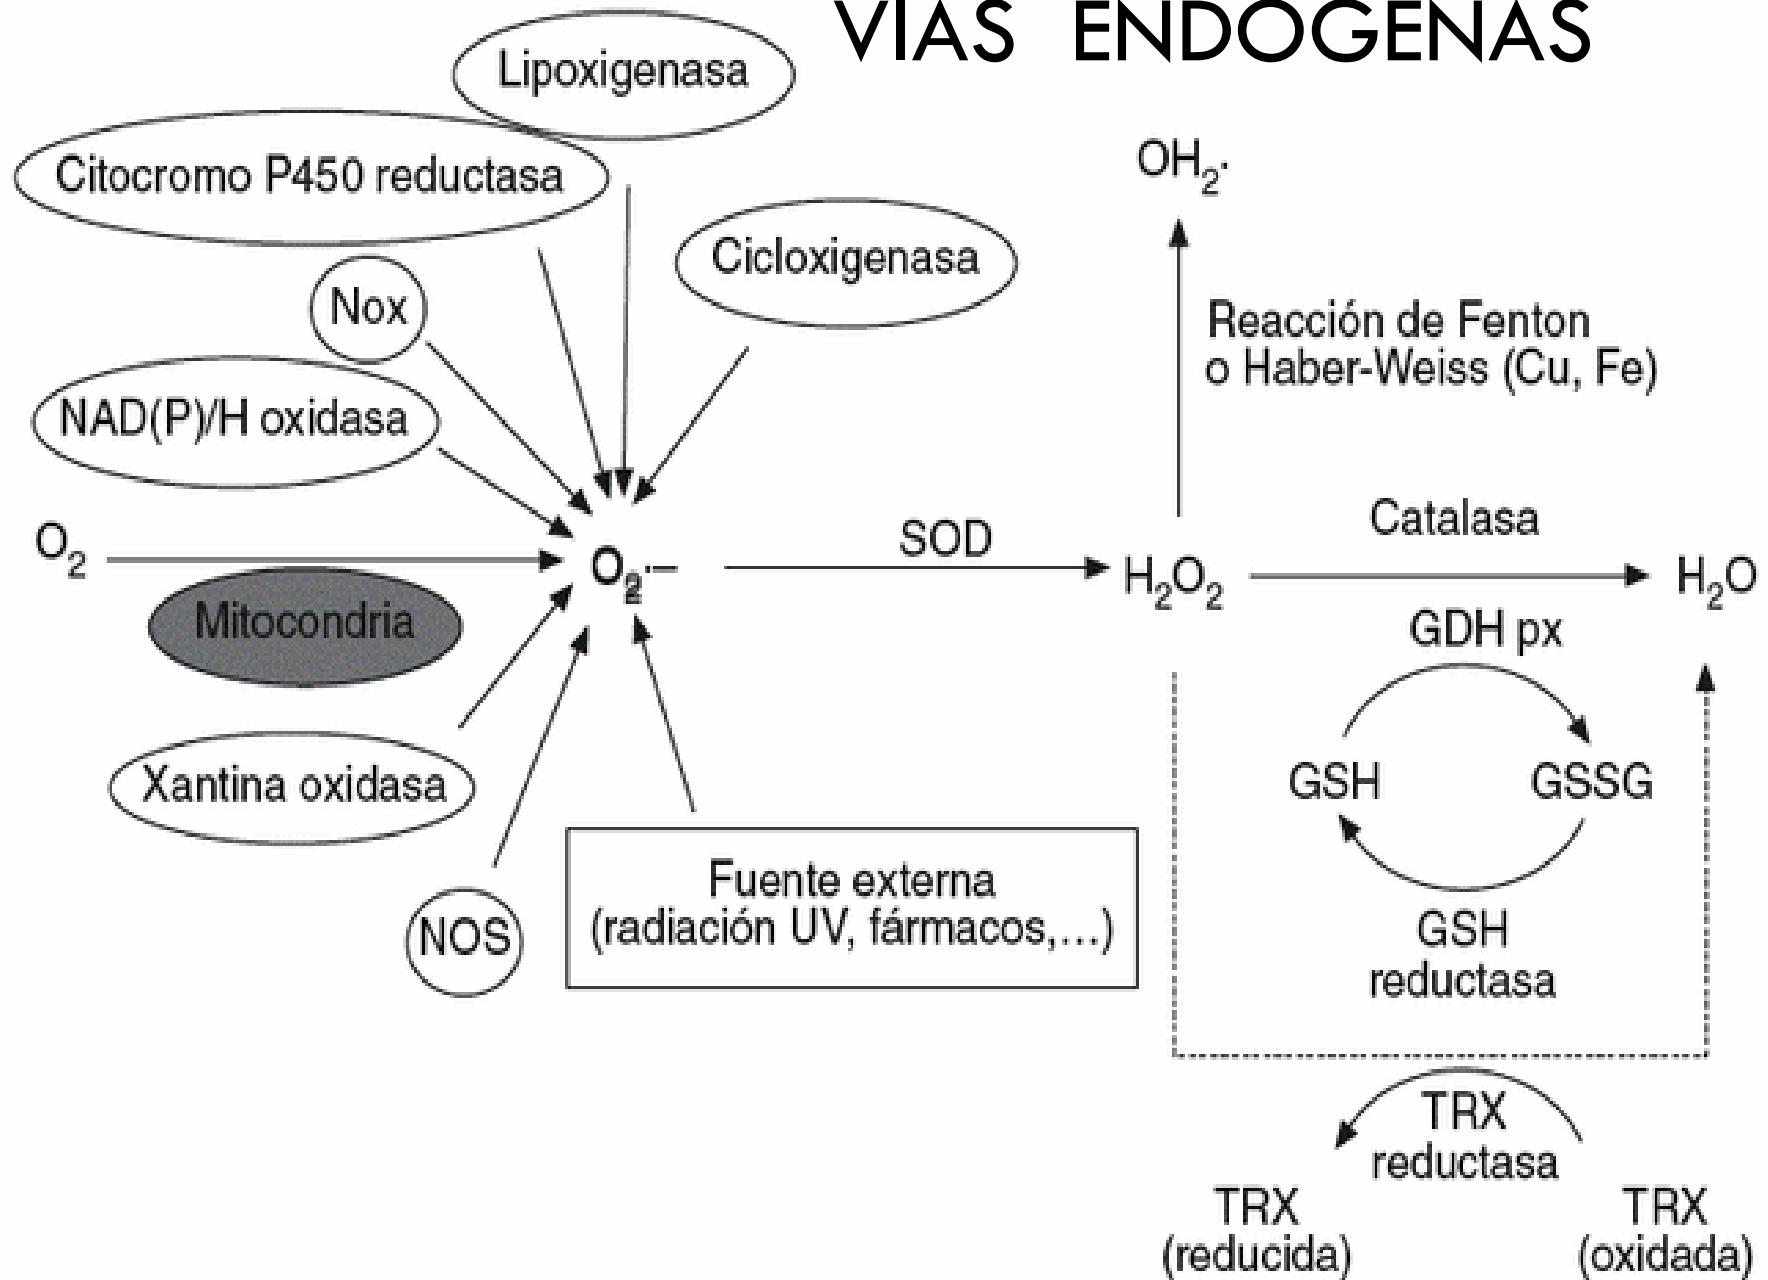 VÍAS ENDÓGENAS
Lipoxigenasa
Citocromo P450 reductasa
OH₂·
Cicloxigenasa
Nox
Reacción de Fenton
o Haber-Weiss (Cu, Fe)
NAD(P)/H oxidasa
Catalasa
O₂
SOD
O₂·–
H₂O₂
H₂O
Mitocondria
GDH px
Xantina oxidasa
GSH
GSSG
Fuente externa
(radiación UV, fármacos,...)
NOS
GSH
reductasa
TRX
reductasa
TRX
(reducida)
TRX
(oxidada)